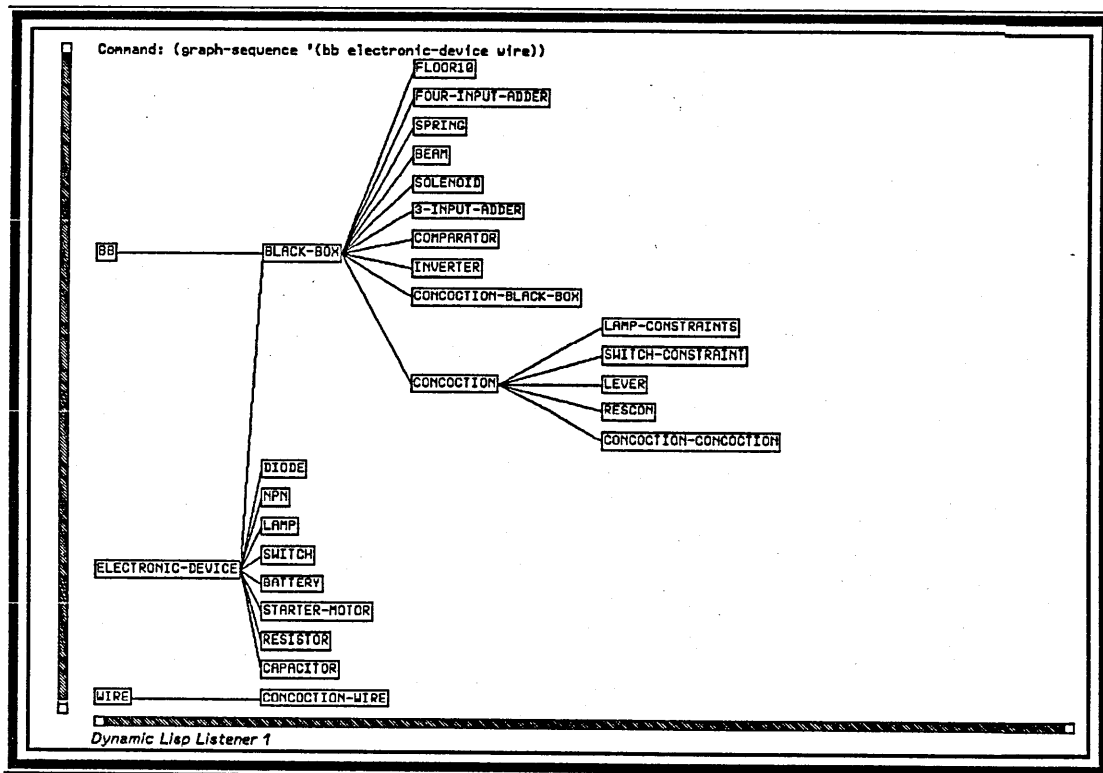 Command: (graph-sequence '(bb electronic-device wire))
FLOOR10
FOUR-INPUT-ADDER
SPRING
BEAM
SOLENOID
3-INPUT-ADDER
COMPARATOR
BB
BLACK-BOX
INVERTER
CONCOCTION-BLACK-BOX
LAMP-CONSTRAINTS
SWITCH-CONSTRAINT
CONCOCTION
LEVER
RESCON
CONCOCTION-CONCOCTION
DIODE
NPN
LAMP
SWITCH
ELECTRONIC-DEVICE
BATTERY
STARTER-MOTOR
RESISTOR
CAPACITOR
WIRE
CONCOCTION-WIRE
Dynamic Lisp Listener 1